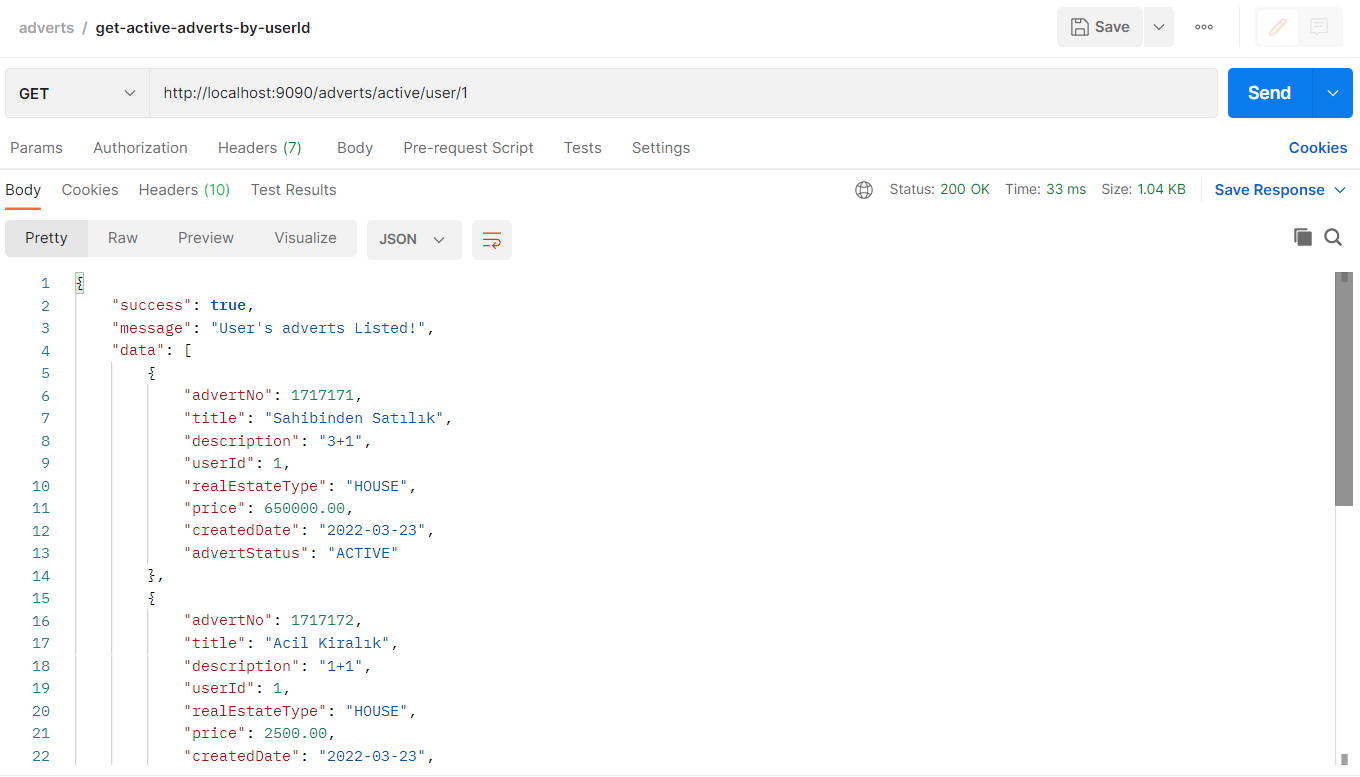 adverts / get-active-adverts-by-userId
Save
GET
http://localhost:9090/adverts/active/user/1
Send
Params Authorization Headers (7) Body Pre-request Script Tests Settings Cookies
Body Cookies Headers (10) Test Results Status: 200 OK Time: 33 ms Size: 1.04 KB Save Response
Pretty Raw Preview Visualize JSON
1 {
2 "success": true,
3 "message": "User's adverts Listed!",
4 "data": [
5 {
6 "advertNo": 1717171,
7 "title": "Sahibinden Satılık",
8 "description": "3+1",
9 "userId": 1,
10 "realEstateType": "HOUSE",
11 "price": 650000.00,
12 "createdDate": "2022-03-23",
13 "advertStatus": "ACTIVE"
14 },
15 {
16 "advertNo": 1717172,
17 "title": "Acil Kiralık",
18 "description": "1+1",
19 "userId": 1,
20 "realEstateType": "HOUSE",
21 "price": 2500.00,
22 "createdDate": "2022-03-23",